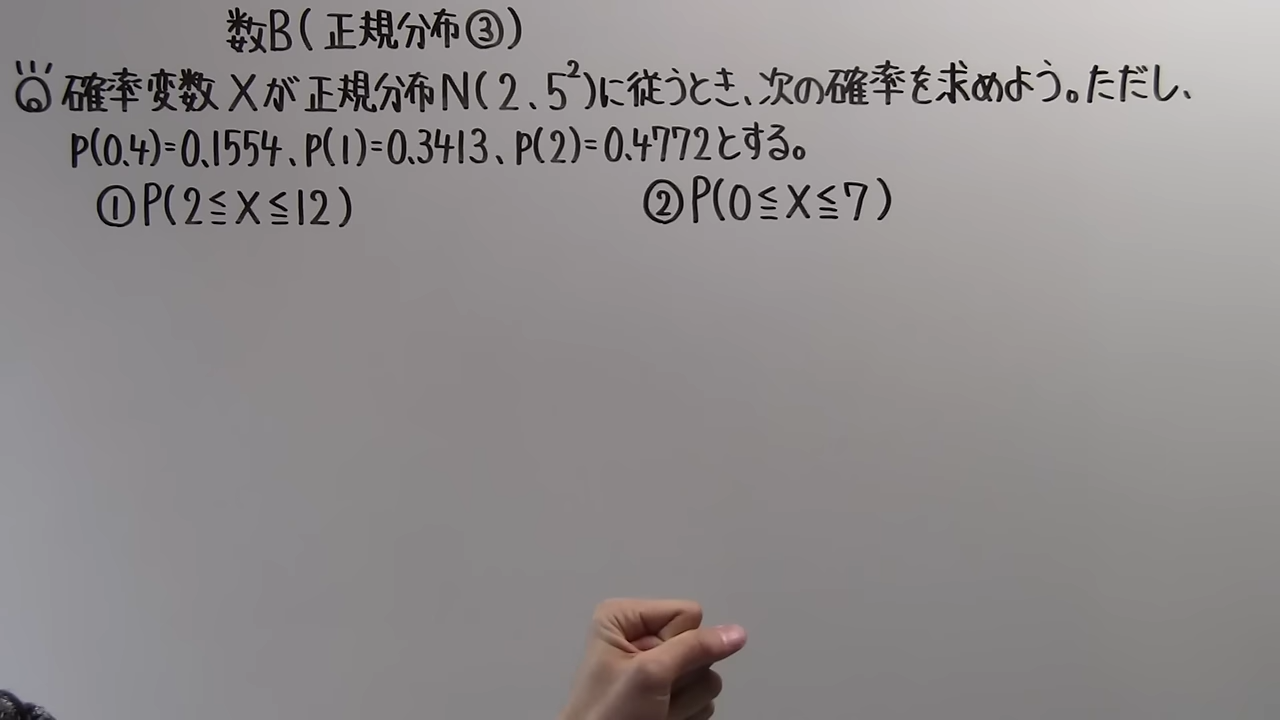 数B(正規分布③)
確率変数Xが正規分布N(2、5²)に従うとき、次の確率を求めよう。ただし、
P(0.4)=0.1554、P(1)=0.3413、P(2)=0.4772とする。
①P(2≦X≦12) ②P(0≦X≦7)